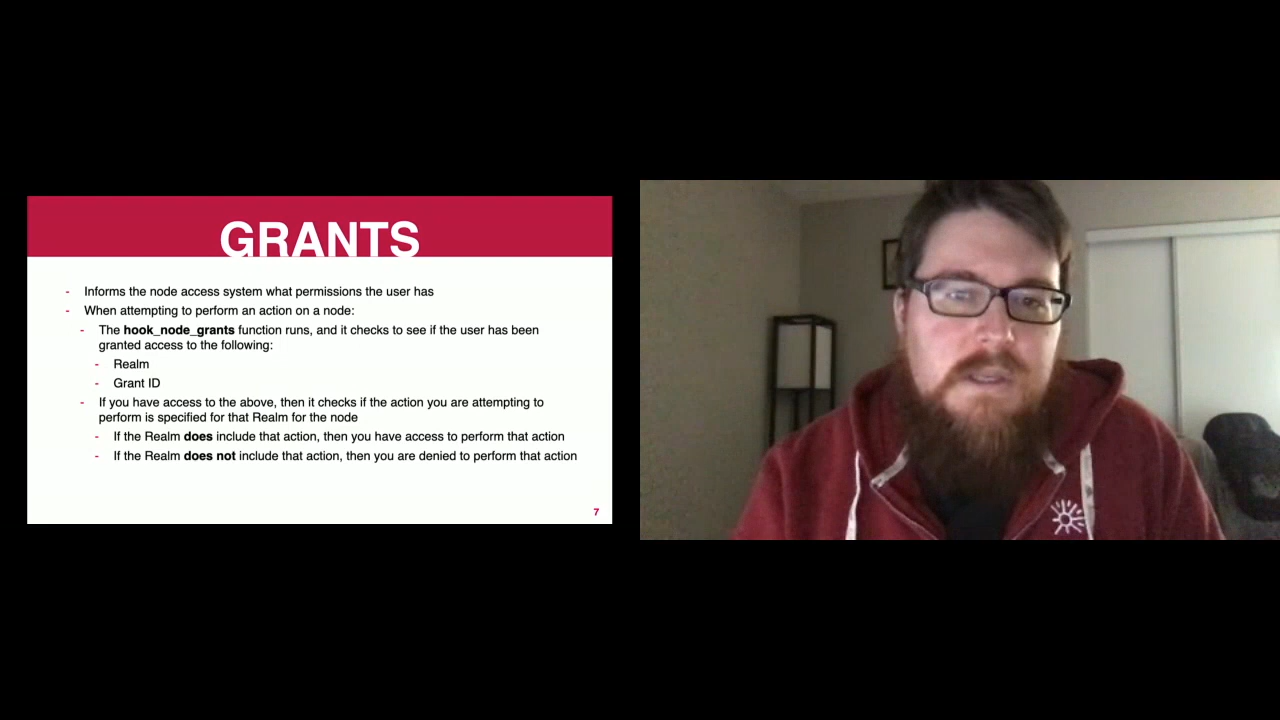 GRANTS
- Informs the node access system what permissions the user has
- When attempting to perform an action on a node:
- The hook_node_grants function runs, and it checks to see if the user has been
granted access to the following:
- Realm
- Grant ID
- If you have access to the above, then it checks if the action you are attempting to
perform is specified for that Realm for the node
- If the Realm does include that action, then you have access to perform that action
- If the Realm does not include that action, then you are denied to perform that action
7